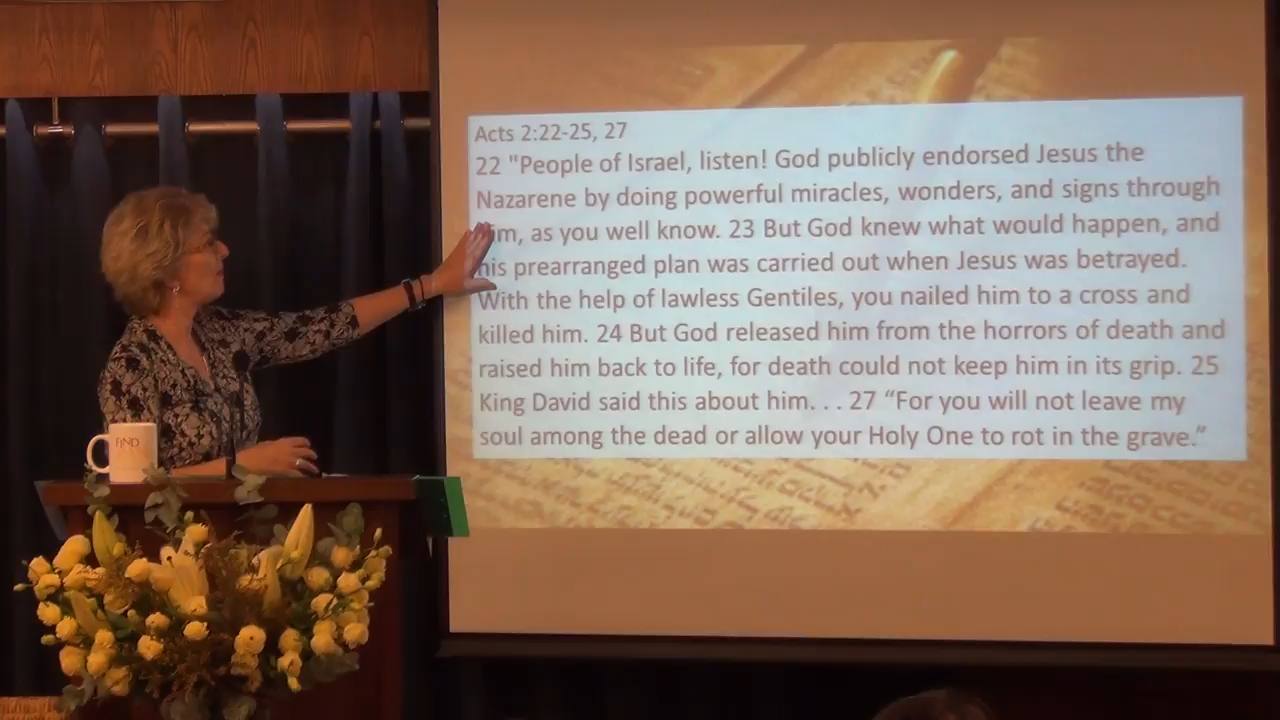 FIND
Acts 2:22-25, 27
22 "People of Israel, listen! God publicly endorsed Jesus the
Nazarene by doing powerful miracles, wonders, and signs through
him, as you well know. 23 But God knew what would happen, and
his prearranged plan was carried out when Jesus was betrayed.
With the help of lawless Gentiles, you nailed him to a cross and
killed him. 24 But God released him from the horrors of death and
raised him back to life, for death could not keep him in its grip. 25
King David said this about him. . . 27 “For you will not leave my
soul among the dead or allow your Holy One to rot in the grave.”